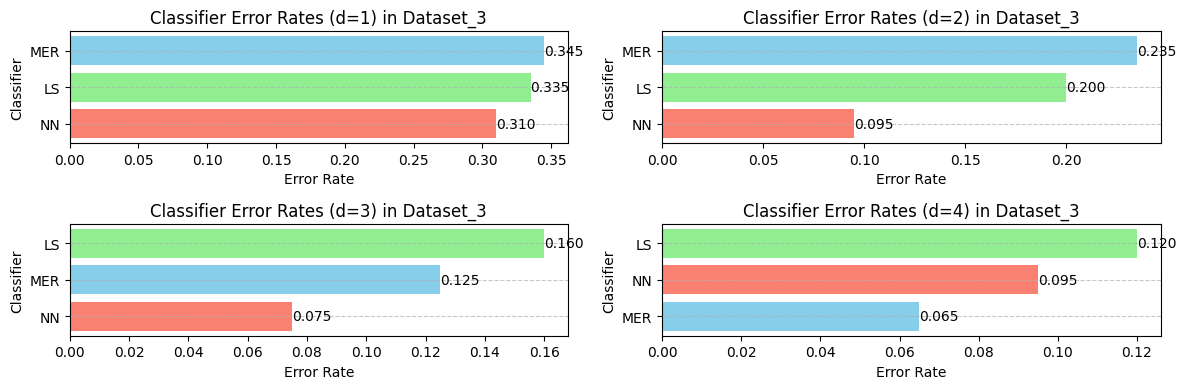 Classifier Error Rates (d=1) in Dataset_3
Classifier
MER
LS
NN
0.345
0.335
0.310
0.00 0.05 0.10 0.15 0.20 0.25 0.30 0.35
Error Rate
Classifier Error Rates (d=2) in Dataset_3
Classifier
MER
LS
NN
0.235
0.200
0.095
0.00 0.05 0.10 0.15 0.20
Error Rate
Classifier Error Rates (d=3) in Dataset_3
Classifier
LS
MER
NN
0.160
0.125
0.075
0.00 0.02 0.04 0.06 0.08 0.10 0.12 0.14 0.16
Error Rate
Classifier Error Rates (d=4) in Dataset_3
Classifier
LS
NN
MER
0.120
0.095
0.065
0.00 0.02 0.04 0.06 0.08 0.10 0.12
Error Rate